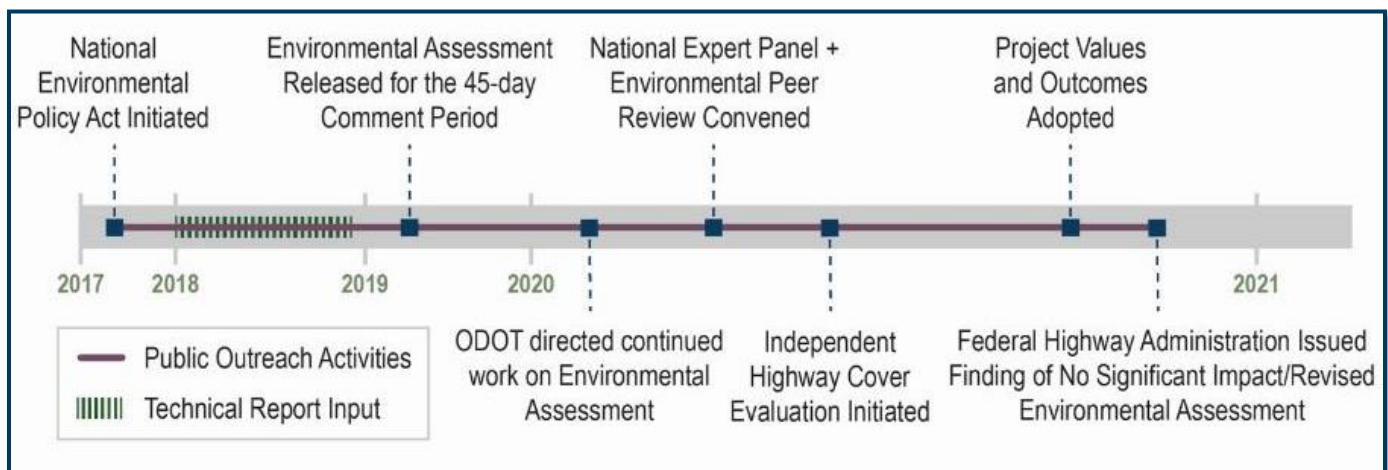 National
Environmental
Policy Act Initiated
Environmental Assessment
Released for the 45-day
Comment Period
National Expert Panel +
Environmental Peer
Review Convened
Project Values
and Outcomes
Adopted
2017
2018
2019
2020
2021
Public Outreach Activities
Technical Report Input
ODOT directed continued
work on Environmental
Assessment
Independent
Highway Cover
Evaluation Initiated
Federal Highway Administration Issued
Finding of No Significant Impact/Revised
Environmental Assessment